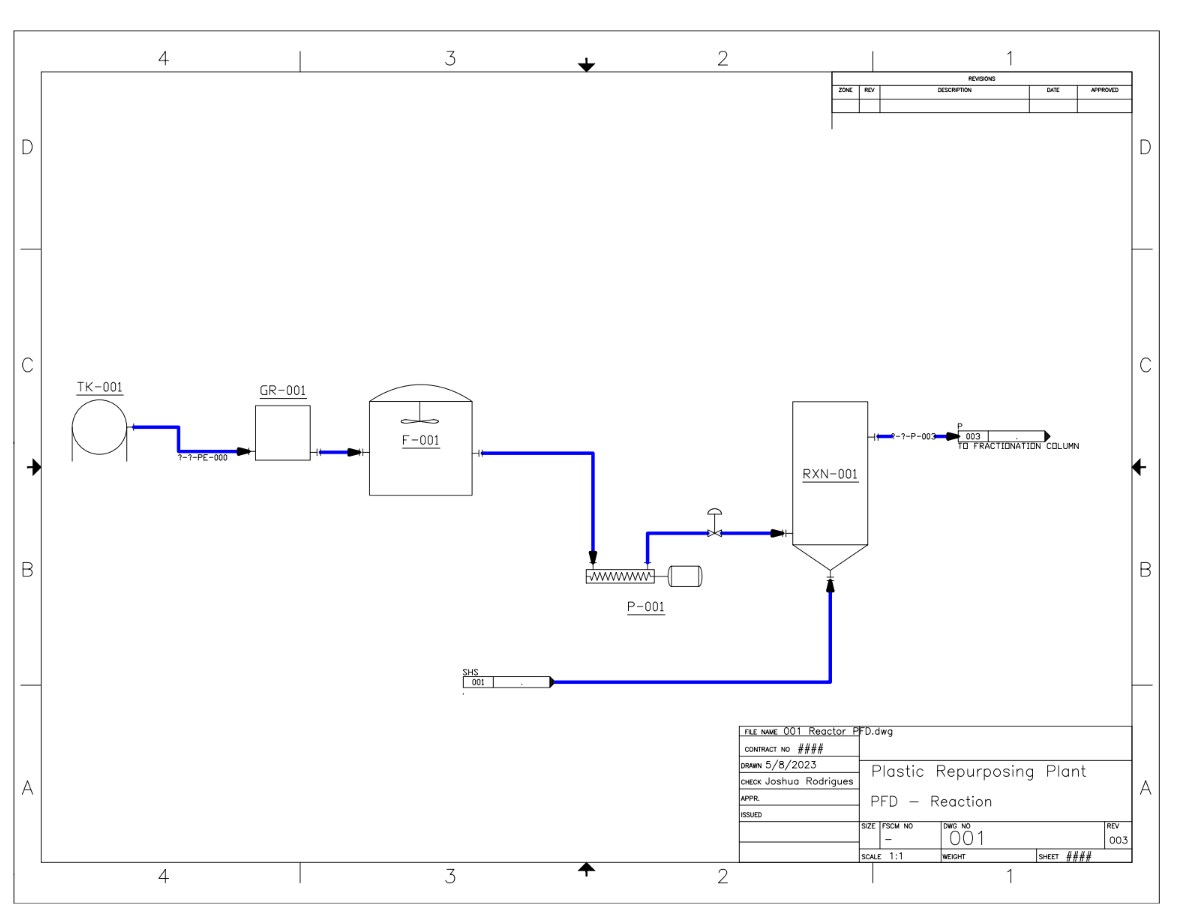 4 3 2 1
REVISIONS
ZONE REV DESCRIPTION DATE APPROVED
D D
C C
TK-001
GR-001
F-001
?-?-PE-000
RXN-001
?-?-P-003
P
003 .
TO FRACTIONATION COLUMN
B B
P-001
SHS
001 .
A A
FILE NAME 001 Reactor PFD.dwg
CONTRACT NO ####
DRAWN 5/8/2023
CHECK Joshua Rodrigues
APPR.
ISSUED
Plastic Repurposing Plant
PFD - Reaction
SIZE FSCM NO DWG NO REV
- 001 003
SCALE 1:1 WEIGHT SHEET ####
4 3 2 1